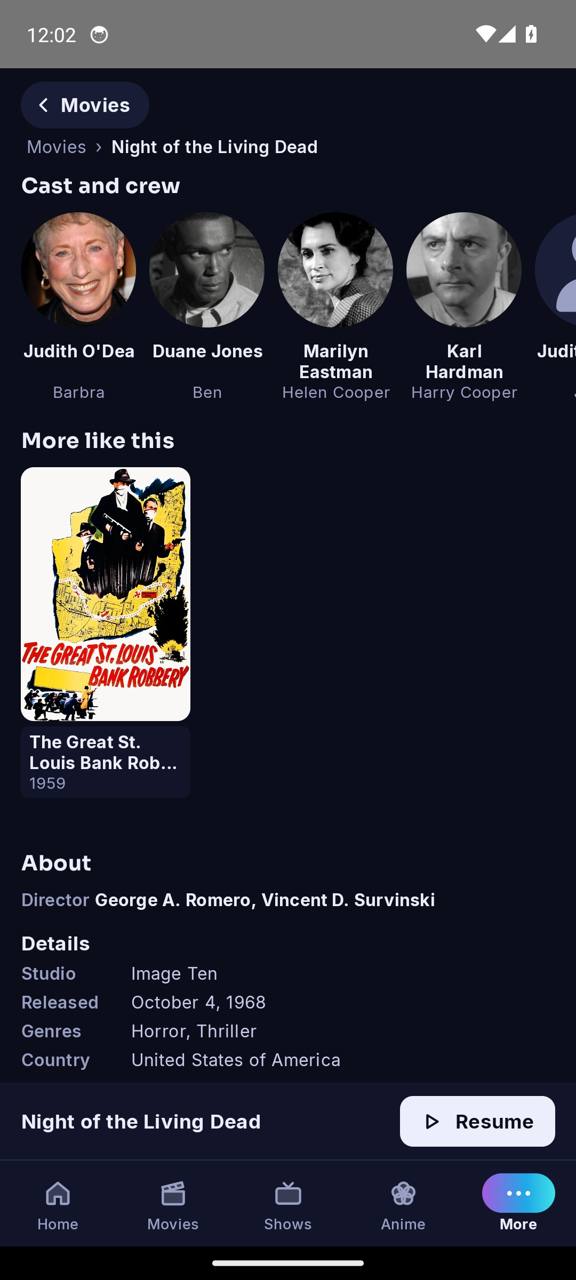 12:02
Movies
Movies › Night of the Living Dead
Cast and crew
Judith O'Dea
Barbra
Duane Jones
Ben
Marilyn
Eastman
Helen Cooper
Karl
Hardman
Harry Cooper
More like this
THE GREAT ST. LOUIS
BANK ROBBERY
The Great St.
Louis Bank Rob...
1959
About
Director George A. Romero, Vincent D. Survinski
Details
Studio Image Ten
Released October 4, 1968
Genres Horror, Thriller
Country United States of America
Night of the Living Dead
Resume
Home
Movies
Shows
Anime
More